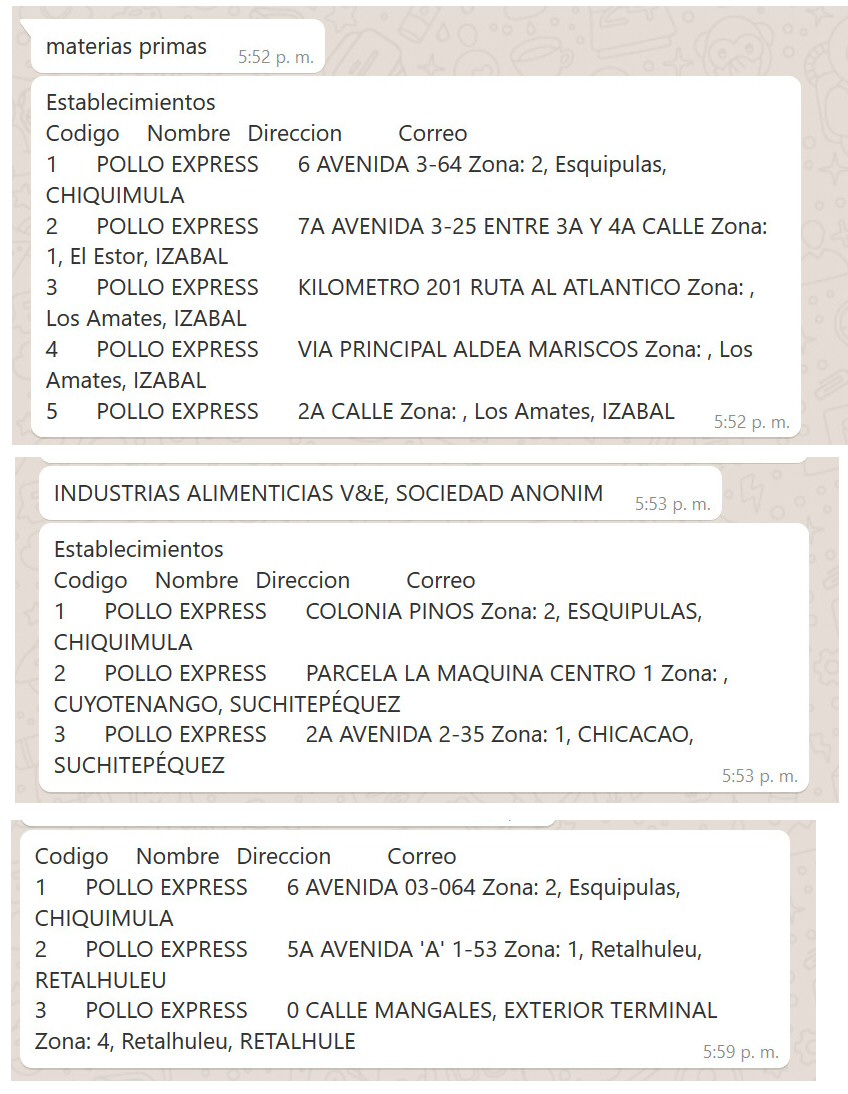 materias primas
5:52 p. m.
Establecimientos
Codigo Nombre Direccion Correo
1 POLLO EXPRESS 6 AVENIDA 3-64 Zona: 2, Esquipulas,
CHIQUIMULA
2 POLLO EXPRESS 7A AVENIDA 3-25 ENTRE 3A Y 4A CALLE Zona:
1, El Estor, IZABAL
3 POLLO EXPRESS KILOMETRO 201 RUTA AL ATLANTICO Zona: ,
Los Amates, IZABAL
4 POLLO EXPRESS VIA PRINCIPAL ALDEA MARISCOS Zona: , Los
Amates, IZABAL
5 POLLO EXPRESS 2A CALLE Zona: , Los Amates, IZABAL
5:52 p. m.
INDUSTRIAS ALIMENTICIAS V&E, SOCIEDAD ANONIM
5:53 p. m.
Establecimientos
Codigo Nombre Direccion Correo
1 POLLO EXPRESS COLONIA PINOS Zona: 2, ESQUIPULAS,
CHIQUIMULA
2 POLLO EXPRESS PARCELA LA MAQUINA CENTRO 1 Zona: ,
CUYOTENANGO, SUCHITEPÉQUEZ
3 POLLO EXPRESS 2A AVENIDA 2-35 Zona: 1, CHICACAO,
SUCHITEPÉQUEZ
5:53 p. m.
Codigo Nombre Direccion Correo
1 POLLO EXPRESS 6 AVENIDA 03-064 Zona: 2, Esquipulas,
CHIQUIMULA
2 POLLO EXPRESS 5A AVENIDA 'A' 1-53 Zona: 1, Retalhuleu,
RETALHULEU
3 POLLO EXPRESS 0 CALLE MANGALES, EXTERIOR TERMINAL
Zona: 4, Retalhuleu, RETALHULE
5:59 p. m.